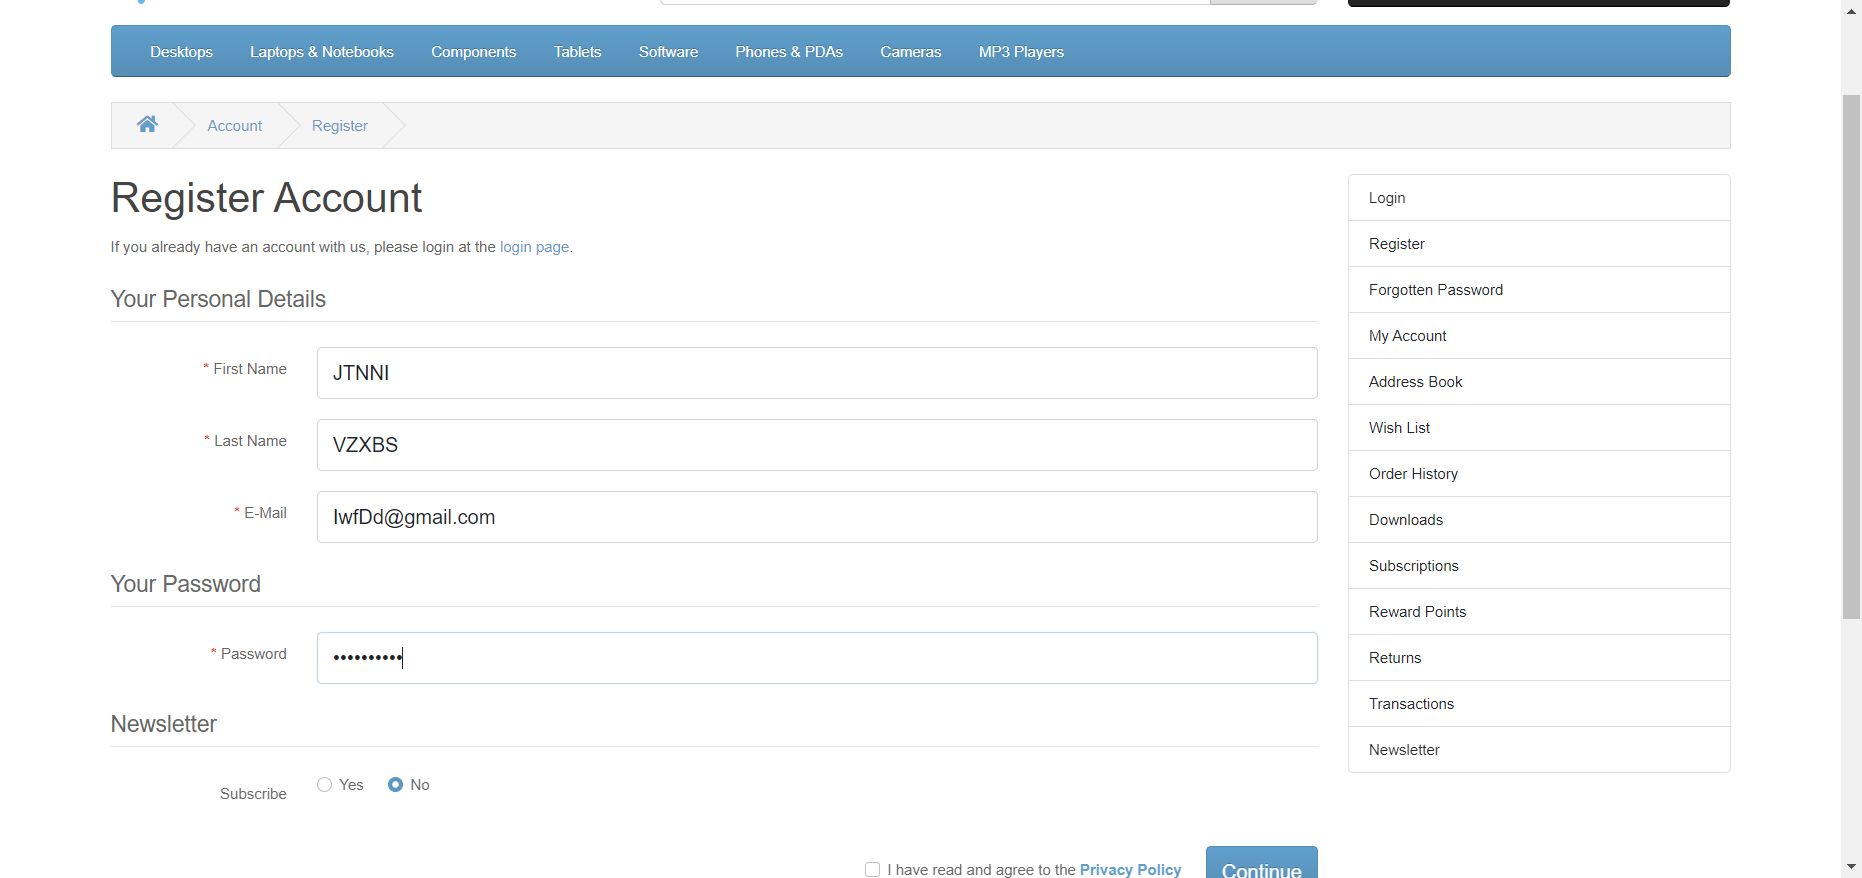 Desktops Laptops & Notebooks Components Tablets Software Phones & PDAs Cameras MP3 Players
Account Register
Register Account
If you already have an account with us, please login at the login page.
Your Personal Details
* First Name JTNNI
* Last Name VZXBS
* E-Mail IwfDd@gmail.com
Your Password
* Password ••••••••••
Newsletter
Subscribe Yes No
I have read and agree to the Privacy Policy Continue
Login
Register
Forgotten Password
My Account
Address Book
Wish List
Order History
Downloads
Subscriptions
Reward Points
Returns
Transactions
Newsletter